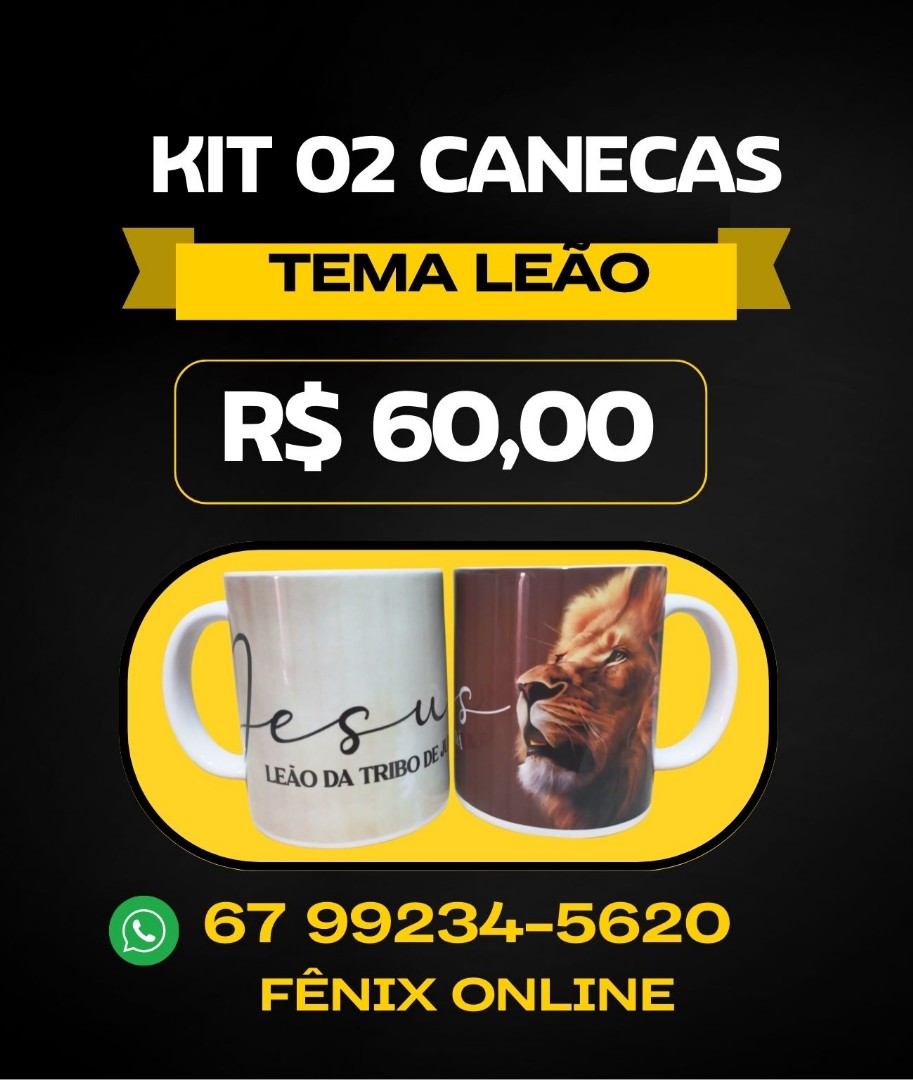 KIT 02 CANECAS
TEMA LEÃO
R$ 60,00
Jesus
LEÃO DA TRIBO DE
67 99234-5620
FÊNIX ONLINE